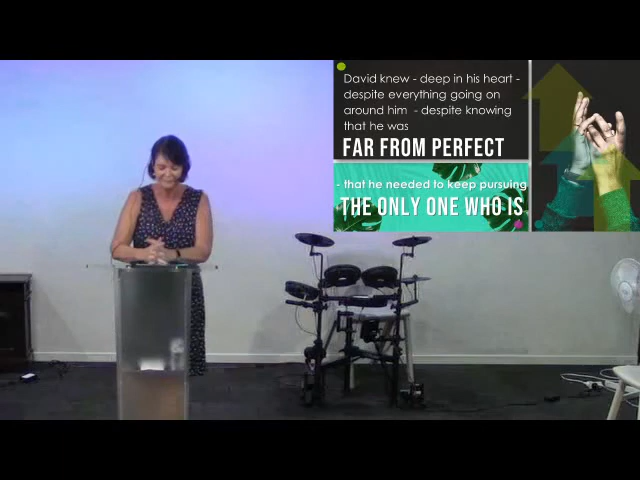 David knew - deep in his heart -
despite everything going on
around him - despite knowing
that he was
FAR FROM PERFECT
- that he needed to keep pursuing
THE ONLY ONE WHO IS